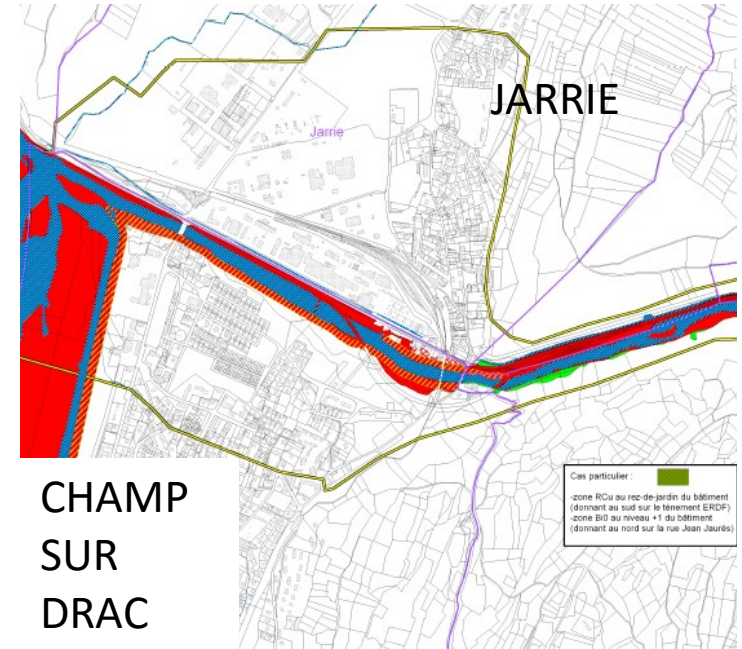 JARRIE
Jarrie
Cas particulier :
-zone RCu au rez-de-jardin du bâtiment
(donnant au sud sur le tènement ERDF)
-zone Bi0 au niveau +1 du bâtiment
(donnant au nord sur la rue Jean Jaurès)
CHAMP
SUR
DRAC